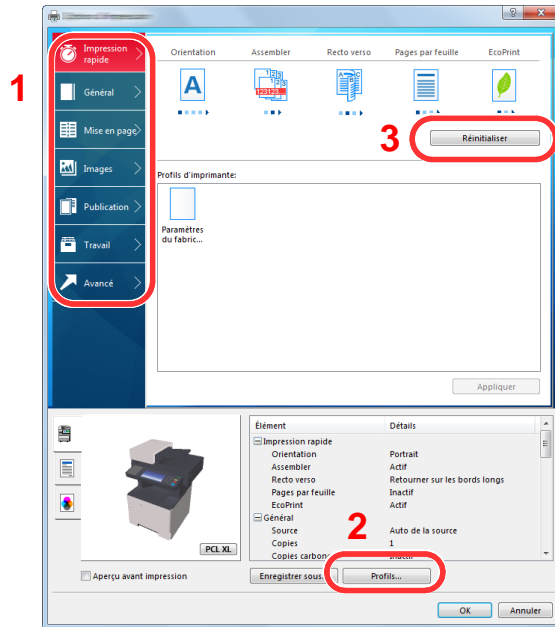 ?
X
1
Impression
rapide
Général
Mise en page
Images
Publication
Travail
Avancé
Orientation
Assembler
Recto verso
Pages par feuille
EcoPrint
A
123123...
A B C
3
Réinitialiser
Profils d'imprimante:
Paramètres
du fabric...
Appliquer
Élément Détails
Impression rapide
Orientation Portrait
Assembler Actif
Recto verso Retourner sur les bords longs
Pages par feuille Inactif
EcoPrint Actif
Général
Source Auto de la source
Copies 1
Copies carbone Inactif
2
PCL XL
Aperçu avant impression
Enregistrer sous...
Profils...
OK
Annuler